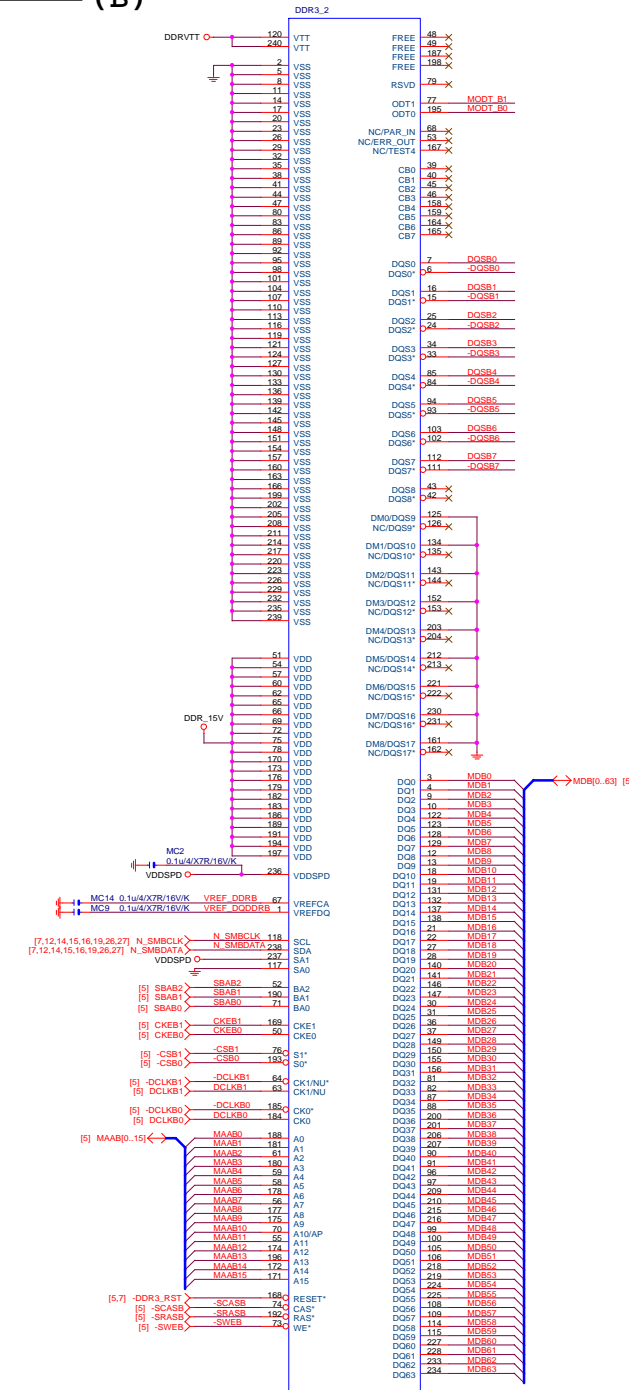 (B)
DDR3_2
DDRVTT 120 VTT
240 VTT
2 VSS
5 VSS
8 VSS
11 VSS
14 VSS
17 VSS
20 VSS
23 VSS
26 VSS
29 VSS
32 VSS
35 VSS
38 VSS
41 VSS
44 VSS
47 VSS
80 VSS
83 VSS
86 VSS
89 VSS
92 VSS
95 VSS
98 VSS
101 VSS
104 VSS
107 VSS
110 VSS
113 VSS
116 VSS
119 VSS
121 VSS
124 VSS
127 VSS
130 VSS
133 VSS
136 VSS
139 VSS
142 VSS
145 VSS
148 VSS
151 VSS
154 VSS
157 VSS
160 VSS
163 VSS
166 VSS
199 VSS
202 VSS
205 VSS
208 VSS
211 VSS
214 VSS
217 VSS
220 VSS
223 VSS
226 VSS
229 VSS
232 VSS
235 VSS
239 VSS
51 VDD
54 VDD
57 VDD
60 VDD
62 VDD
65 VDD
66 VDD
69 VDD
72 VDD
DDR_15V 75 VDD
78 VDD
170 VDD
173 VDD
176 VDD
179 VDD
182 VDD
183 VDD
186 VDD
189 VDD
191 VDD
194 VDD
197 VDD
MC2
0.1u/4/X7R/16V/K
VDDSPD 236 VDDSPD
MC14 0.1u/4/X7R/16V/K VREF_DDRB 67 VREFCA
MC9 0.1u/4/X7R/16V/K VREF_DQDDRB 1 VREFDQ
[7,12,14,15,16,19,26,27] N_SMBCLK N_SMBCLK 118 SCL
[7,12,14,15,16,19,26,27] N_SMBDATA N_SMBDATA 238 SDA
VDDSPD 237 SA1
117 SA0
[5] SBAB2 SBAB2 52 BA2
[5] SBAB1 SBAB1 190 BA1
[5] SBAB0 SBAB0 71 BA0
[5] CKEB1 CKEB1 169 CKE1
[5] CKEB0 CKEB0 50 CKE0
[5] -CSB1 -CSB1 76 S1*
[5] -CSB0 -CSB0 193 S0*
[5] -DCLKB1 -DCLKB1 64 CK1/NU*
[5] DCLKB1 DCLKB1 63 CK1/NU
[5] -DCLKB0 -DCLKB0 185 CK0*
[5] DCLKB0 DCLKB0 184 CK0
[5] MAAB[0..15] MAAB0 188 A0
MAAB1 181 A1
MAAB2 61 A2
MAAB3 180 A3
MAAB4 59 A4
MAAB5 58 A5
MAAB6 178 A6
MAAB7 56 A7
MAAB8 177 A8
MAAB9 175 A9
MAAB10 70 A10/AP
MAAB11 55 A11
MAAB12 174 A12
MAAB13 196 A13
MAAB14 172 A14
MAAB15 171 A15
[5,7] -DDR3_RST 168 RESET*
[5] -SCASB -SCASB 74 CAS*
[5] -SRASB -SRASB 192 RAS*
[5] -SWEB -SWEB 73 WE*
FREE 48
FREE 49
FREE 187
FREE 198
RSVD 79
ODT1 77 MODT_B1
ODT0 195 MODT_B0
NC/PAR_IN 68
NC/ERR_OUT 53
NC/TEST4 167
CB0 39
CB1 40
CB2 45
CB3 46
CB4 158
CB5 159
CB6 164
CB7 165
DQS0 7 DQSB0
DQS0* 6 -DQSB0
DQS1 16 DQSB1
DQS1* 15 -DQSB1
DQS2 25 DQSB2
DQS2* 24 -DQSB2
DQS3 34 DQSB3
DQS3* 33 -DQSB3
DQS4 85 DQSB4
DQS4* 84 -DQSB4
DQS5 94 DQSB5
DQS5* 93 -DQSB5
DQS6 103 DQSB6
DQS6* 102 -DQSB6
DQS7 112 DQSB7
DQS7* 111 -DQSB7
DQS8 43
DQS8* 42
DM0/DQS9 125
NC/DQS9* 126
DM1/DQS10 134
NC/DQS10* 135
DM2/DQS11 143
NC/DQS11* 144
DM3/DQS12 152
NC/DQS12* 153
DM4/DQS13 203
NC/DQS13* 204
DM5/DQS14 212
NC/DQS14* 213
DM6/DQS15 221
NC/DQS15* 222
DM7/DQS16 230
NC/DQS16* 231
DM8/DQS17 161
NC/DQS17* 162
DQ0 3 MDB0 MDB[0..63] [5
DQ1 4 MDB1
DQ2 9 MDB2
DQ3 10 MDB3
DQ4 122 MDB4
DQ5 123 MDB5
DQ6 128 MDB6
DQ7 129 MDB7
DQ8 12 MDB8
DQ9 13 MDB9
DQ10 18 MDB10
DQ11 19 MDB11
DQ12 131 MDB12
DQ13 132 MDB13
DQ14 137 MDB14
DQ15 138 MDB15
DQ16 21 MDB16
DQ17 22 MDB17
DQ18 27 MDB18
DQ19 28 MDB19
DQ20 140 MDB20
DQ21 141 MDB21
DQ22 146 MDB22
DQ23 147 MDB23
DQ24 30 MDB24
DQ25 31 MDB25
DQ26 36 MDB26
DQ27 37 MDB27
DQ28 149 MDB28
DQ29 150 MDB29
DQ30 155 MDB30
DQ31 156 MDB31
DQ32 81 MDB32
DQ33 82 MDB33
DQ34 87 MDB34
DQ35 88 MDB35
DQ36 200 MDB36
DQ37 201 MDB37
DQ38 206 MDB38
DQ39 207 MDB39
DQ40 90 MDB40
DQ41 91 MDB41
DQ42 96 MDB42
DQ43 97 MDB43
DQ44 209 MDB44
DQ45 210 MDB45
DQ46 215 MDB46
DQ47 216 MDB47
DQ48 99 MDB48
DQ49 100 MDB49
DQ50 105 MDB50
DQ51 106 MDB51
DQ52 218 MDB52
DQ53 219 MDB53
DQ54 224 MDB54
DQ55 225 MDB55
DQ56 108 MDB56
DQ57 109 MDB57
DQ58 114 MDB58
DQ59 115 MDB59
DQ60 227 MDB60
DQ61 228 MDB61
DQ62 233 MDB62
DQ63 234 MDB63